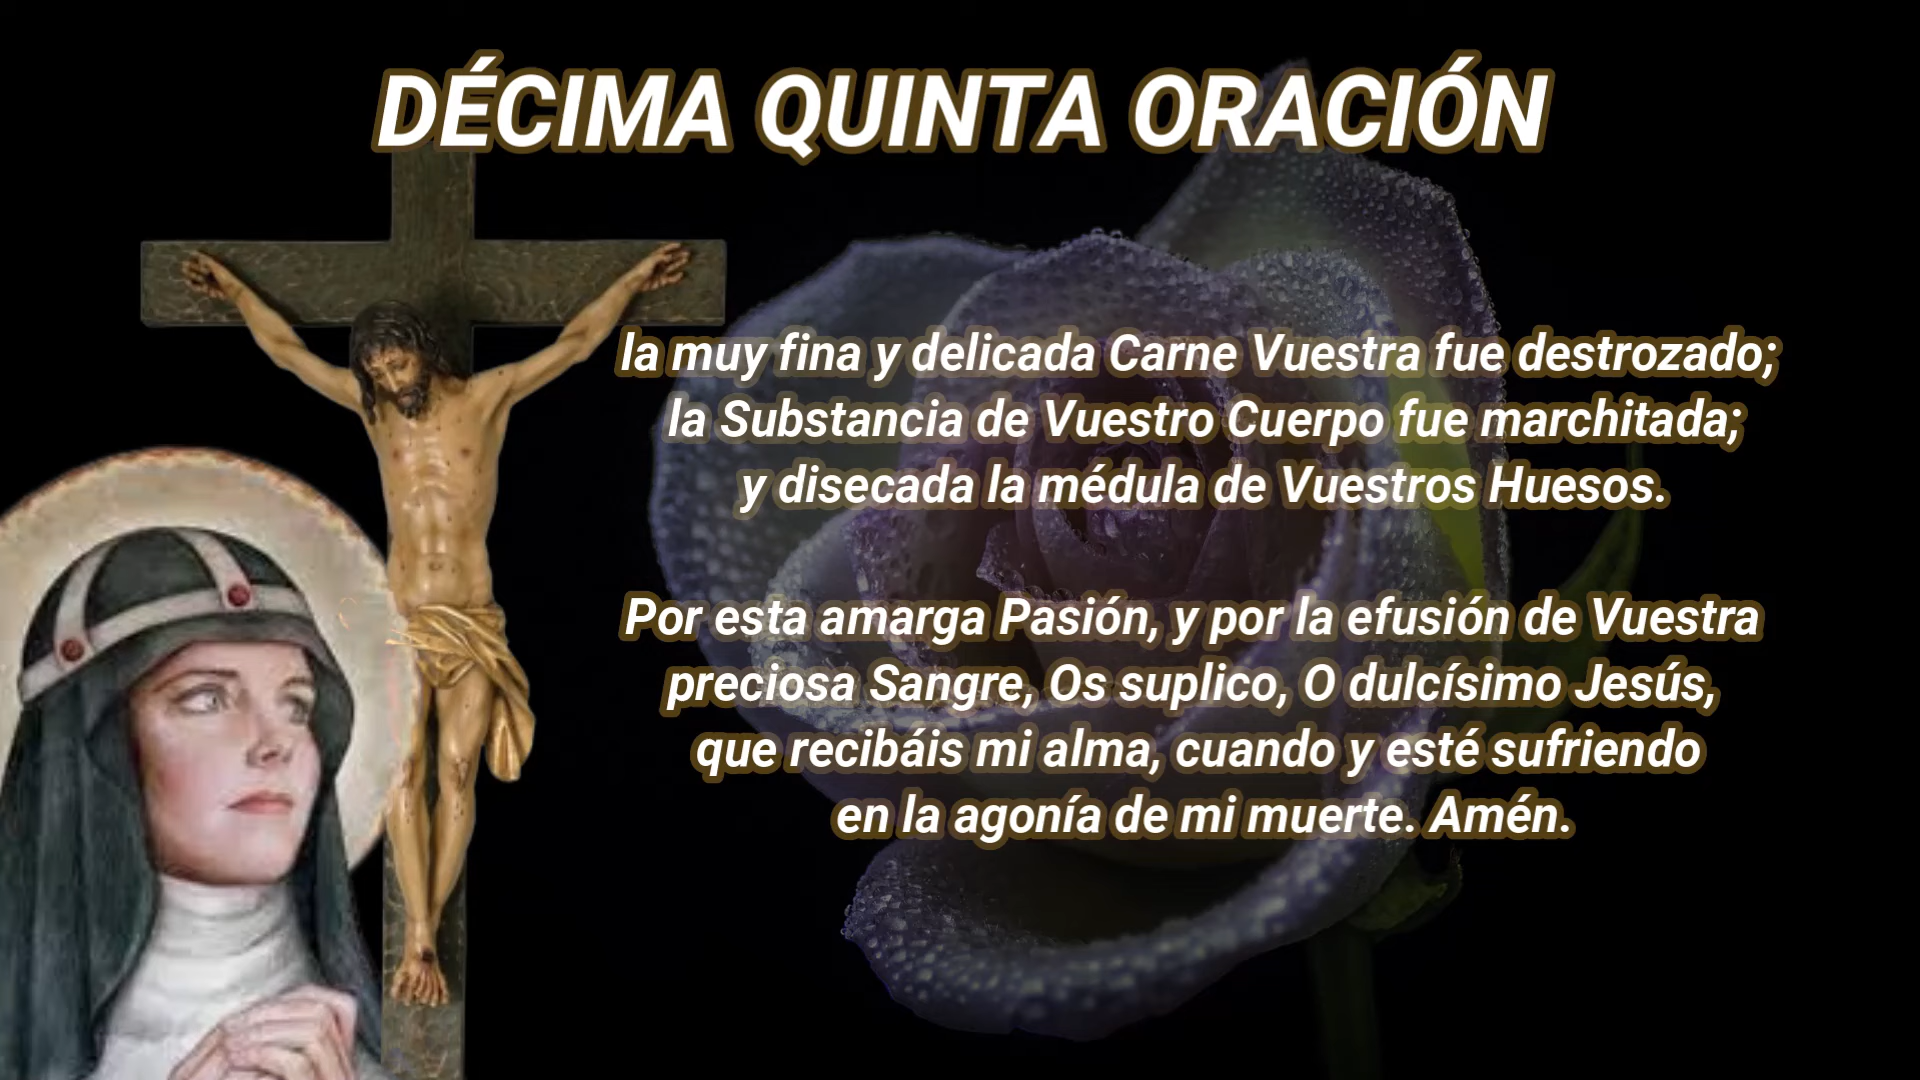 DÉCIMA QUINTA ORACIÓN
la muy fina y delicada Carne Vuestra fue destrozado;
la Substancia de Vuestro Cuerpo fue marchitada;
y disecada la médula de Vuestros Huesos.
Por esta amarga Pasión, y por la efusión de Vuestra
preciosa Sangre, Os suplico, O dulcísimo Jesús,
que recibáis mi alma, cuando y esté sufriendo
en la agonía de mi muerte. Amén.